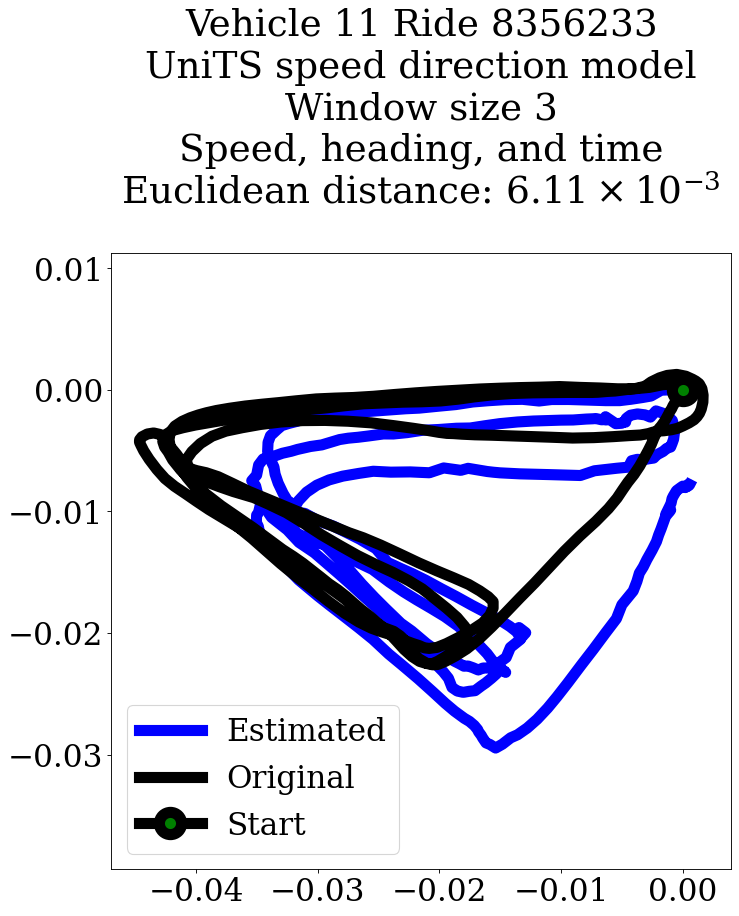 Vehicle 11 Ride 8356233
UniTS speed direction model
Window size 3
Speed, heading, and time
Euclidean distance: 6.11 × 10⁻³
0.01
0.00
−0.01
−0.02
−0.03
Estimated
Original
Start
−0.04 −0.03 −0.02 −0.01 0.00